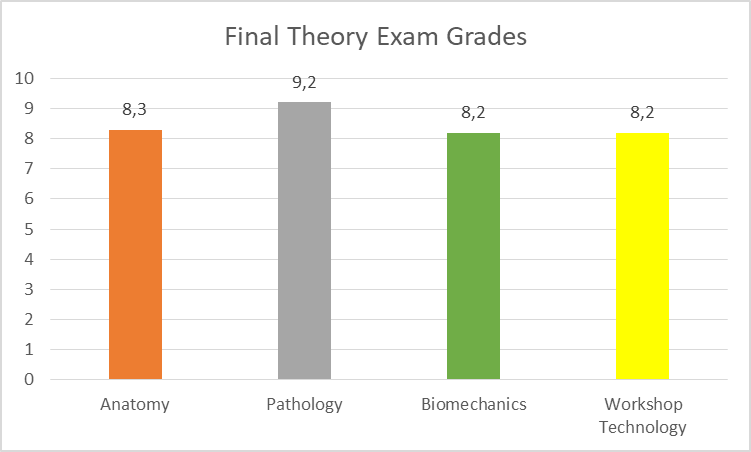 Final Theory Exam Grades
10
9
8
7
6
5
4
3
2
1
0
8,3
9,2
8,2
8,2
Anatomy
Pathology
Biomechanics
Workshop
Technology